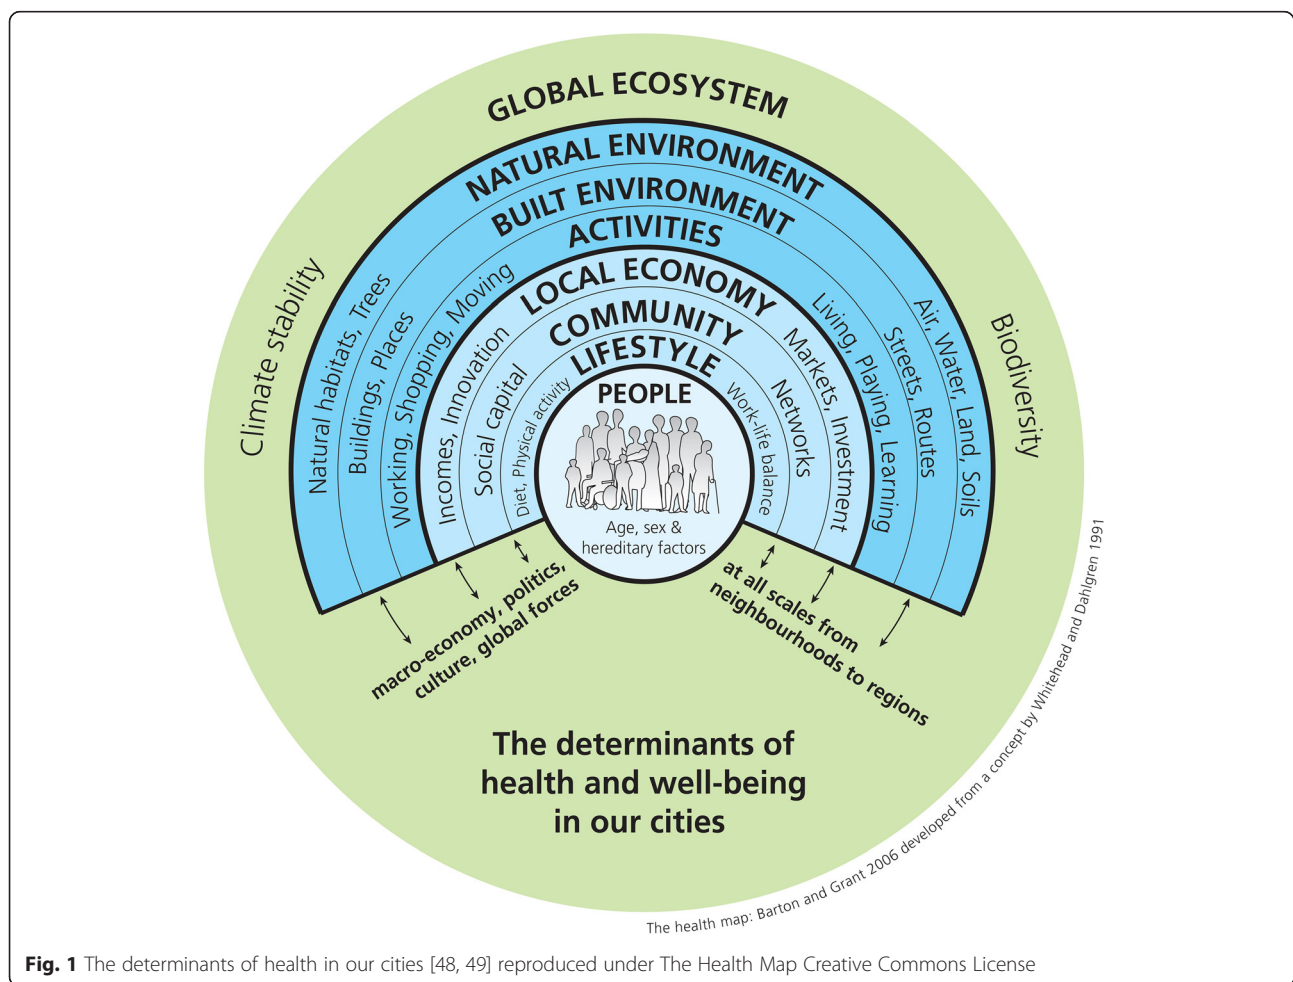 GLOBAL ECOSYSTEM
NATURAL ENVIRONMENT
BUILT ENVIRONMENT
ACTIVITIES
LOCAL ECONOMY
COMMUNITY
LIFESTYLE
PEOPLE
Age, sex &
hereditary factors
Climate stability
Natural habitats, Trees
Buildings, Places
Working, Shopping, Moving
Incomes, Innovation
Social capital
Diet, Physical activity
Work-life balance
Networks
Markets, Investment
Living, Playing, Learning
Streets, Routes
Air, Water, Land, Soils
Biodiversity
macro-economy, politics,
culture, global forces
at all scales from
neighbourhoods to regions
The determinants of
health and well-being
in our cities
The health map: Barton and Grant 2006 developed from a concept by Whitehead and Dahlgren 1991
Fig. 1 The determinants of health in our cities [48, 49] reproduced under The Health Map Creative Commons License